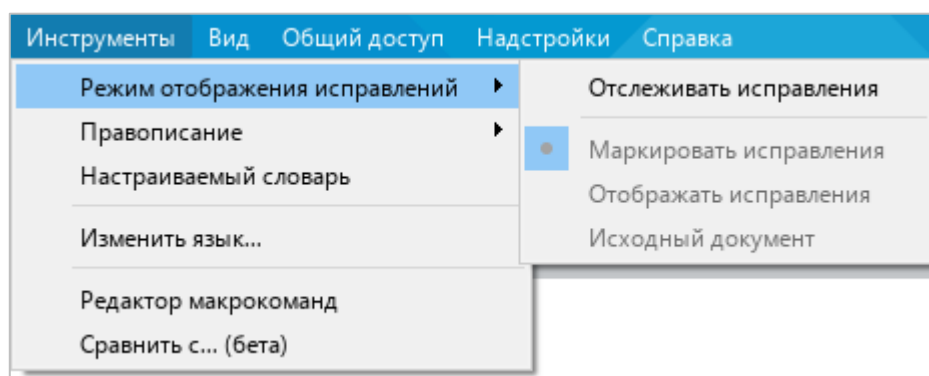 Инструменты Вид Общий доступ Надстройки Справка
Режим отображения исправлений
Правописание
Настраиваемый словарь
Изменить язык...
Редактор макрокоманд
Сравнить с... (бета)
Отслеживать исправления
Маркировать исправления
Отображать исправления
Исходный документ